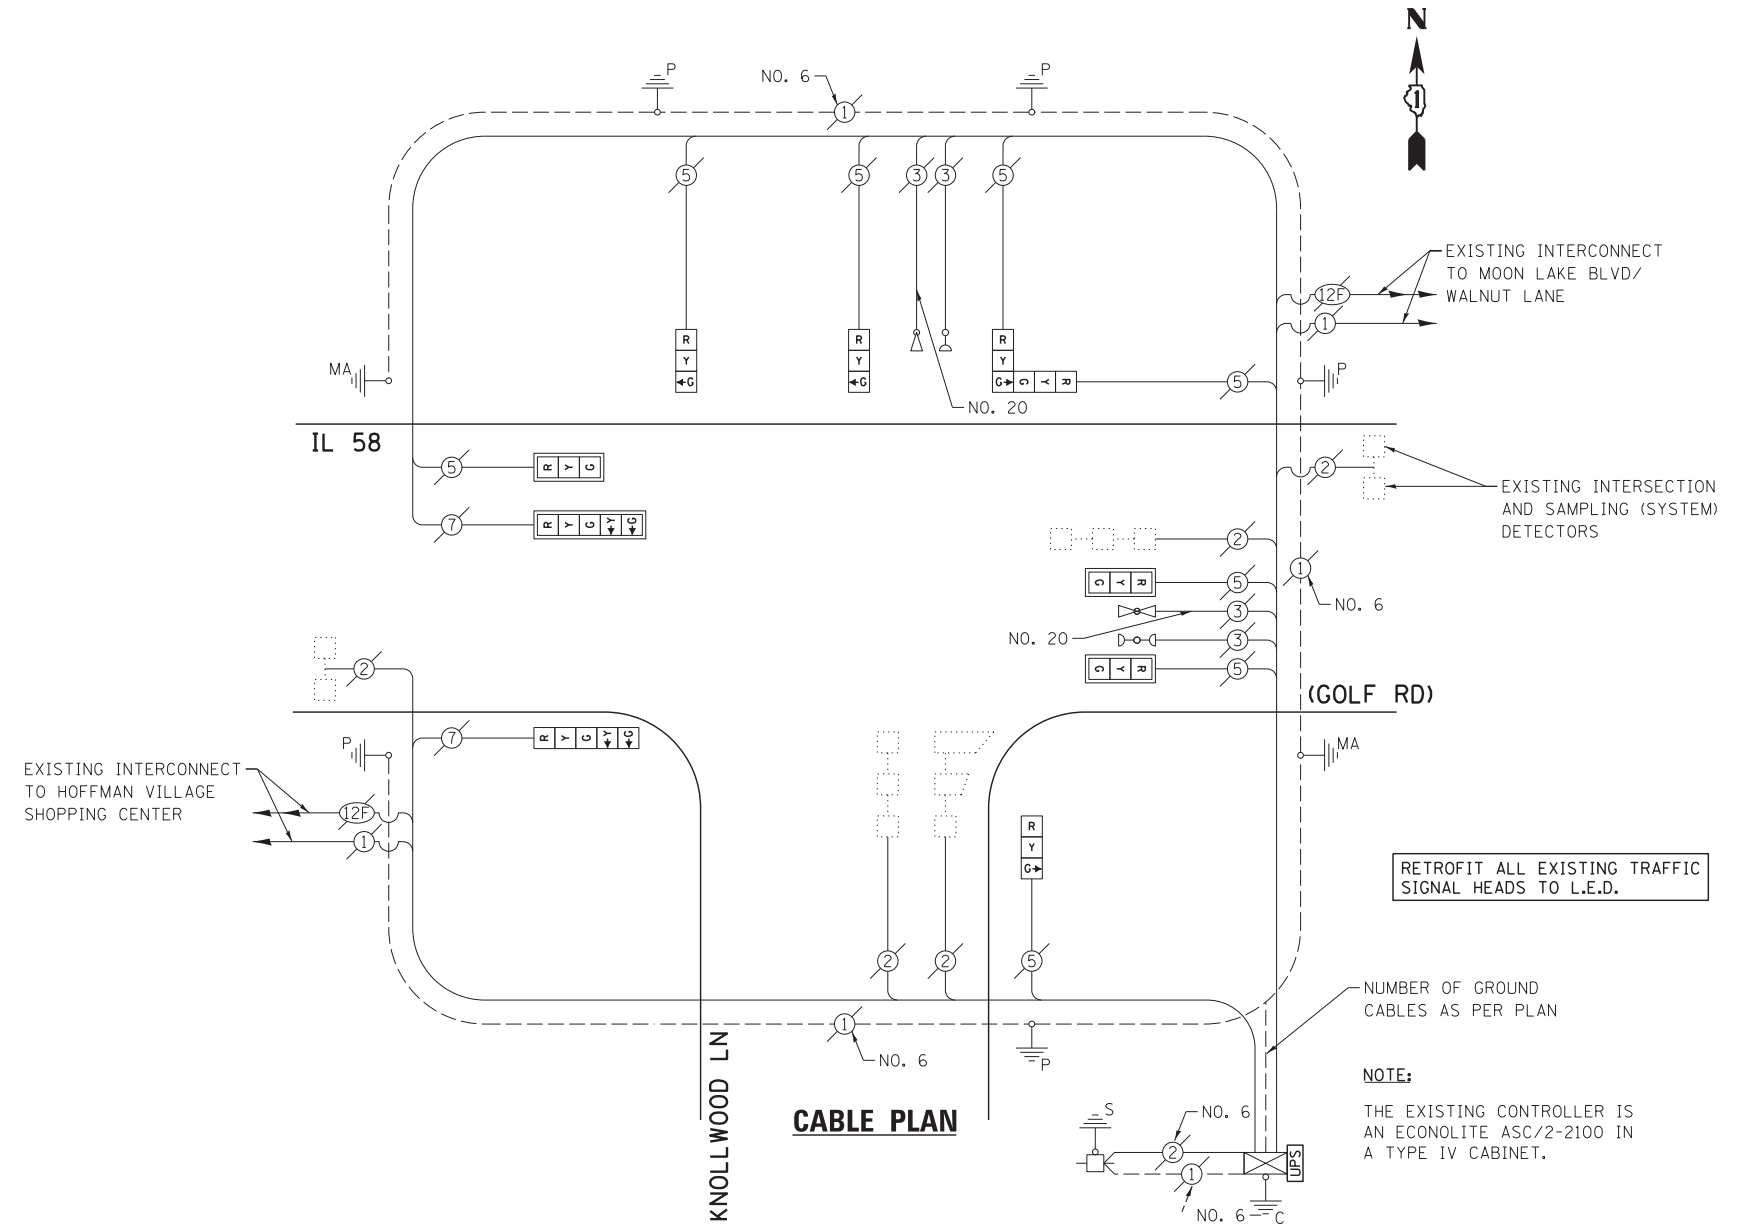 N
P
NO. 6
1
P
1
5
5
3
3
5
EXISTING INTERCONNECT
TO MOON LAKE BLVD/
WALNUT LANE
12F
1
R
Y
G
R
Y
G
R
Y
G
G
Y
R
MA
5
P
NO. 20
IL 58
5
R
Y
G
2
EXISTING INTERSECTION
AND SAMPLING (SYSTEM)
DETECTORS
7
R
Y
G
Y
G
2
G
Y
R
5
1
NO. 6
3
NO. 20
3
G
Y
R
5
2
(GOLF RD)
7
R
Y
G
Y
G
P
MA
EXISTING INTERCONNECT
TO HOFFMAN VILLAGE
SHOPPING CENTER
12F
1
R
Y
G
RETROFIT ALL EXISTING TRAFFIC
SIGNAL HEADS TO L.E.D.
2
2
5
NUMBER OF GROUND
CABLES AS PER PLAN
1
NO. 6
P
KNOLLWOOD LN
CABLE PLAN
NOTE:
THE EXISTING CONTROLLER IS
AN ECONOLITE ASC/2-2100 IN
A TYPE IV CABINET.
S
NO. 6
2
1
UPS
NO. 6
C